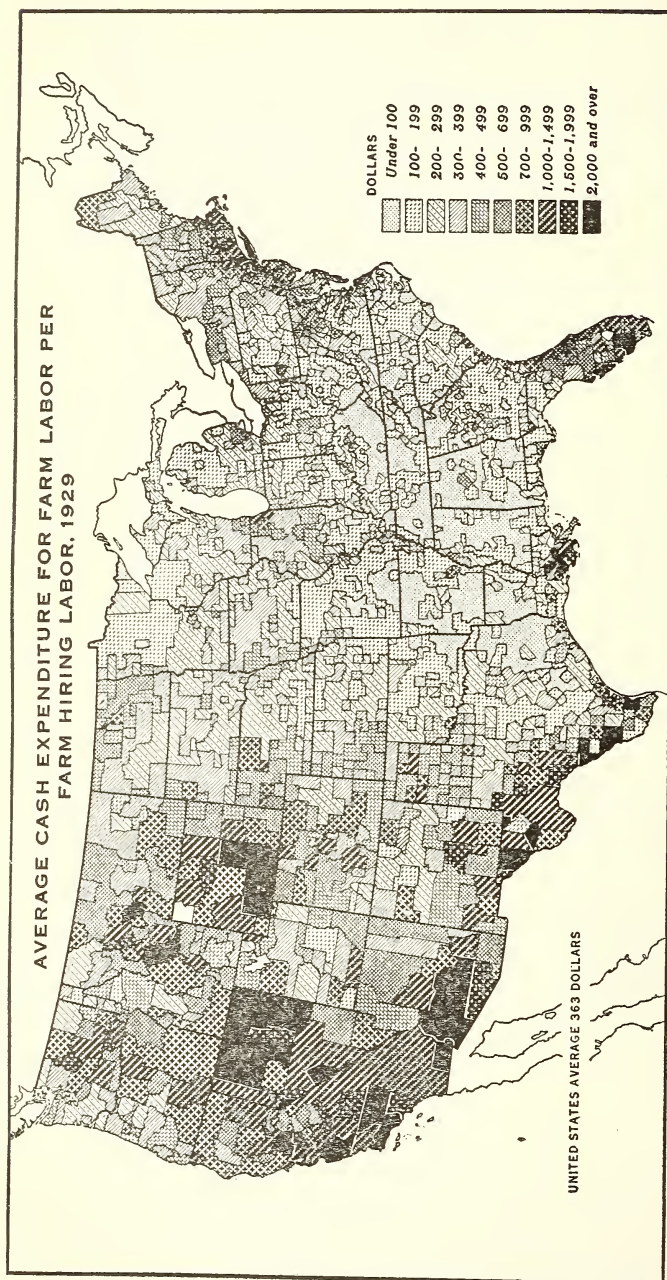 AVERAGE CASH EXPENDITURE FOR FARM LABOR PER
FARM HIRING LABOR, 1929
DOLLARS
Under 100
100- 199
200- 299
300- 399
400- 499
500- 699
700- 999
1,000-1,499
1,500-1,999
2,000 and over
UNITED STATES AVERAGE 363 DOLLARS